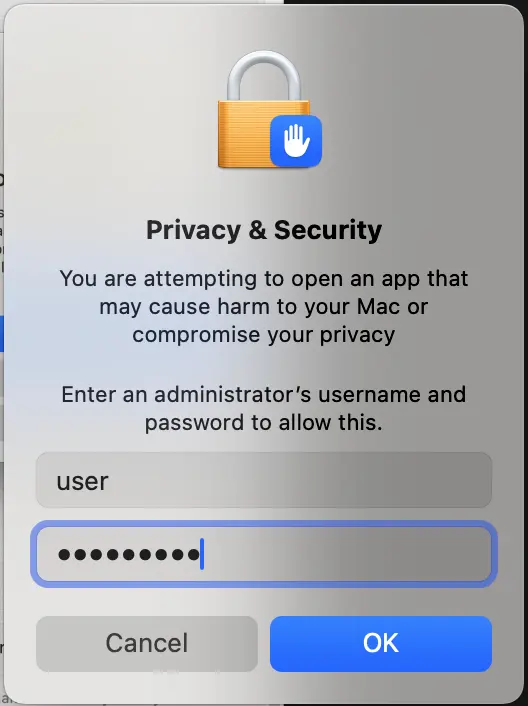 Privacy & Security
You are attempting to open an app that
may cause harm to your Mac or
compromise your privacy
Enter an administrator's username and
password to allow this.
user
•••••••••
Cancel
OK